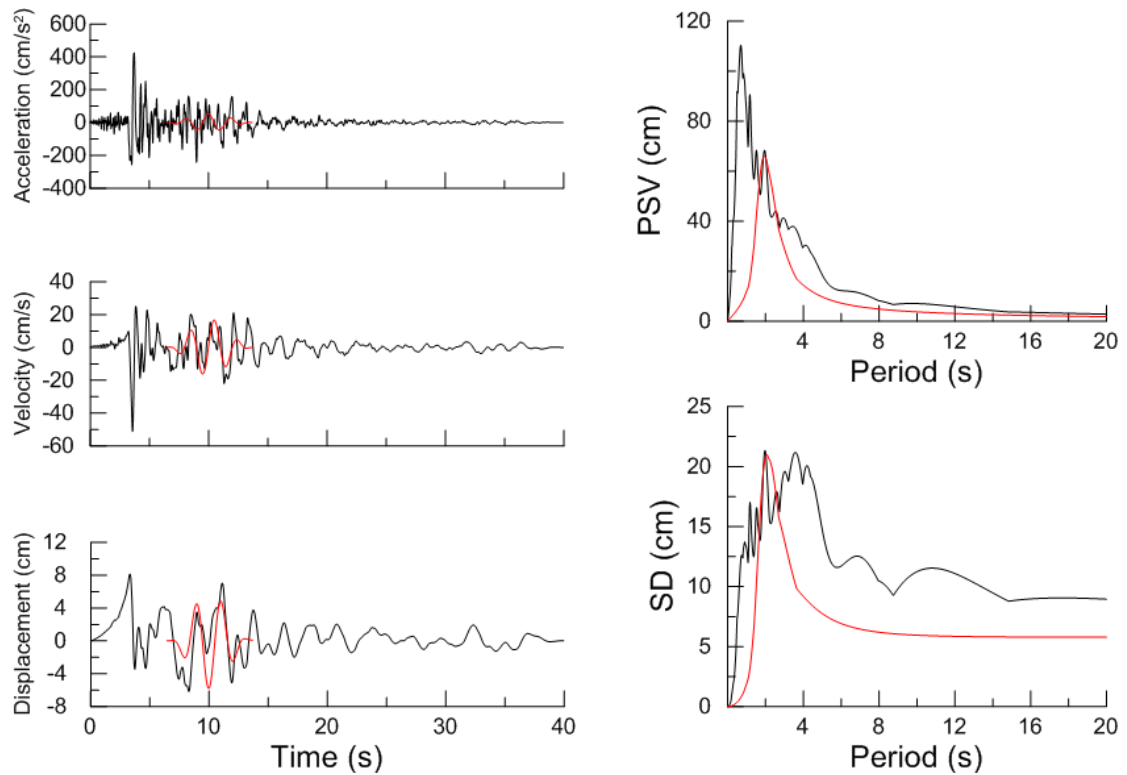 Acceleration (cm/s²)
600
400
200
0
-200
-400
Velocity (cm/s)
40
20
0
-20
-40
-60
Displacement (cm)
12
8
4
0
-4
-8
0 10 20 30 40
Time (s)
PSV (cm)
120
80
40
0
0 4 8 12 16 20
Period (s)
SD (cm)
25
20
15
10
5
0
0 4 8 12 16 20
Period (s)